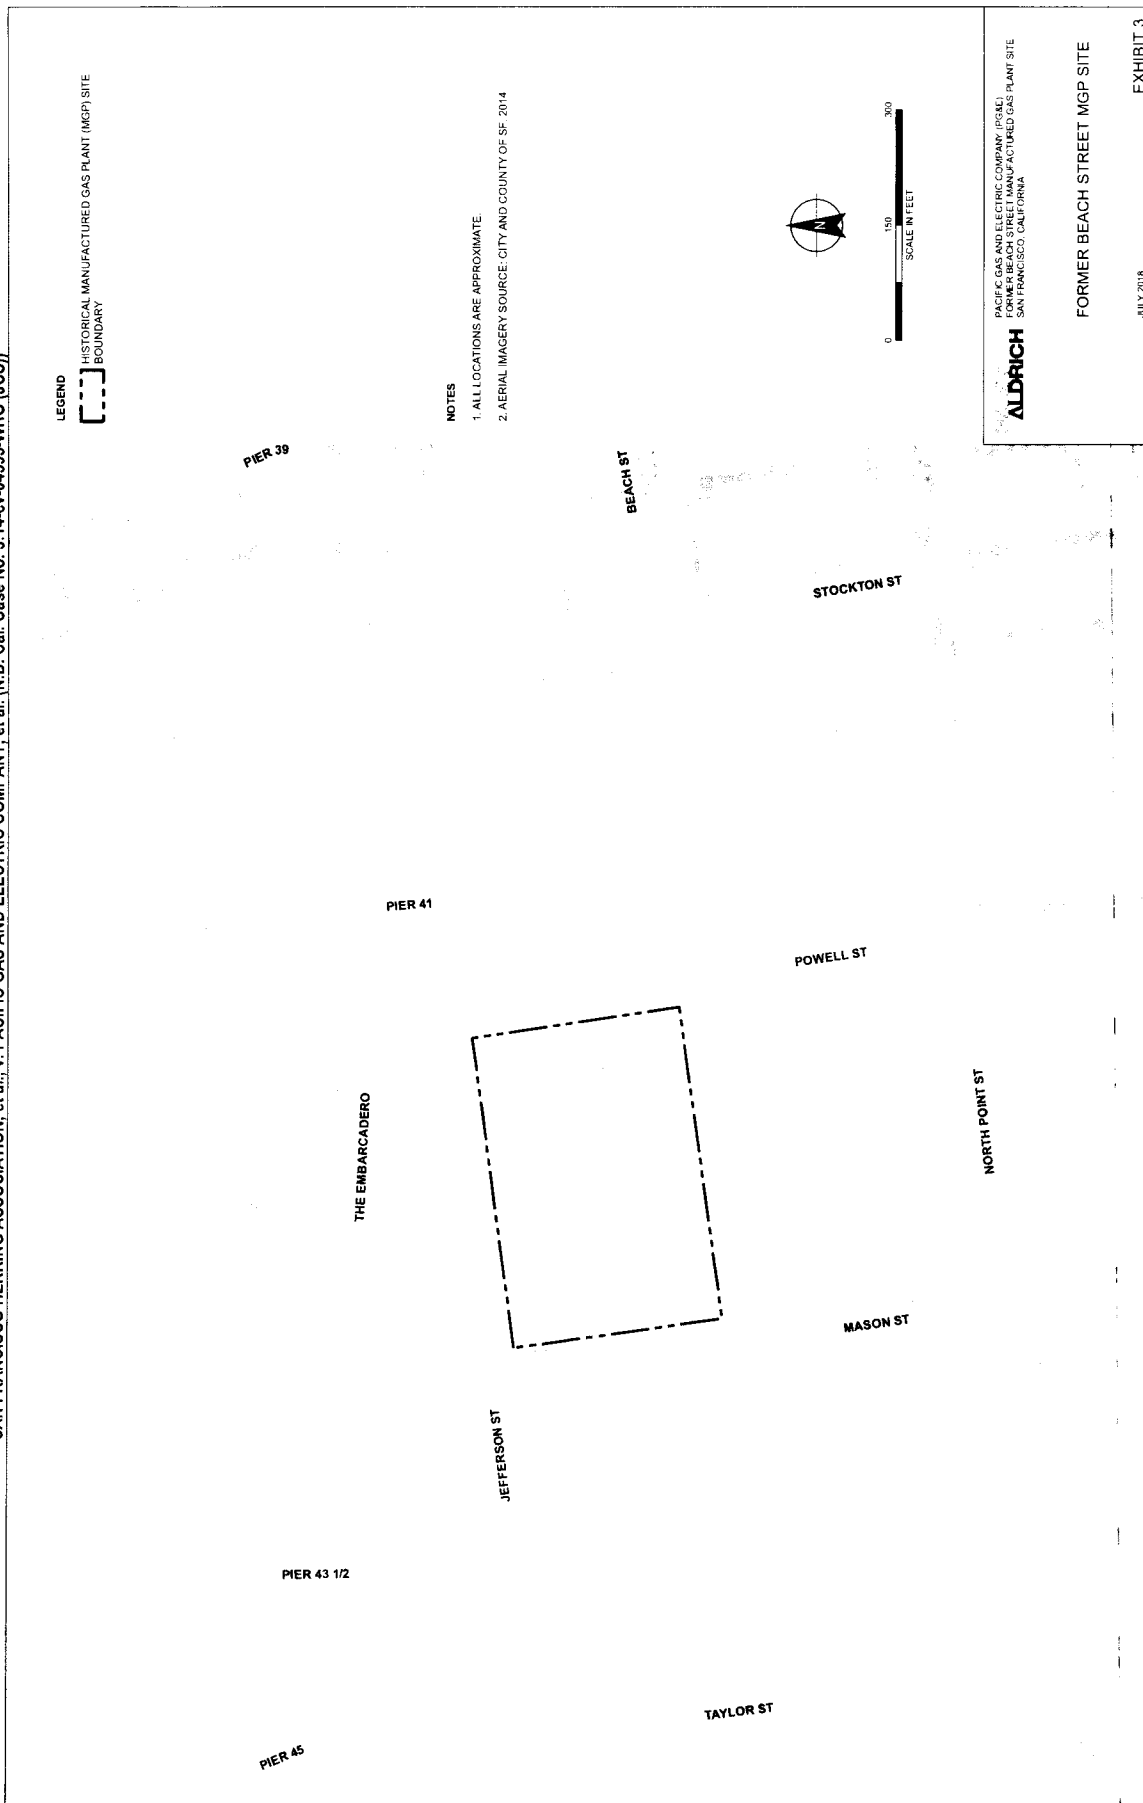 LEGEND
HISTORICAL MANUFACTURED GAS PLANT (MGP) SITE
BOUNDARY
NOTES
1. ALL LOCATIONS ARE APPROXIMATE.
2. AERIAL IMAGERY SOURCE: CITY AND COUNTY OF SF, 2014
N
0 150 300
SCALE IN FEET
PIER 45
PIER 43 1/2
THE EMBARCADERO
PIER 41
PIER 39
JEFFERSON ST
BEACH ST
TAYLOR ST
MASON ST
POWELL ST
STOCKTON ST
NORTH POINT ST
ALDRICH
PACIFIC GAS AND ELECTRIC COMPANY (PG&E)
FORMER BEACH STREET MANUFACTURED GAS PLANT SITE
SAN FRANCISCO, CALIFORNIA
FORMER BEACH STREET MGP SITE
JULY 2018
EXHIBIT 3